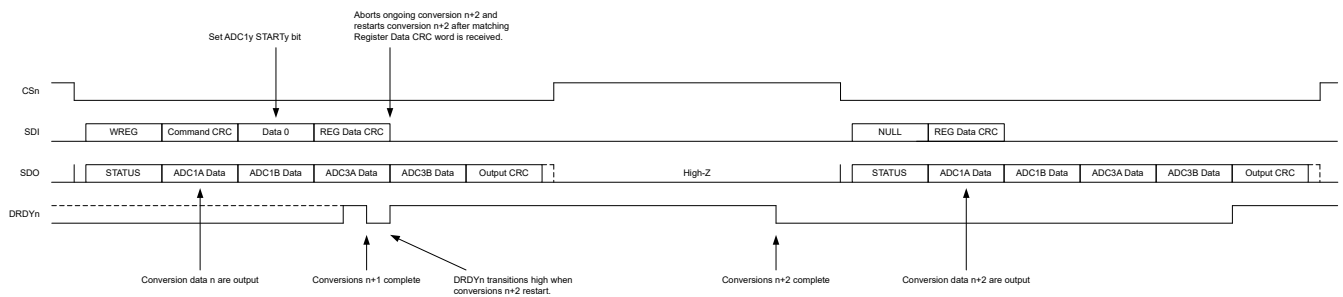 Aborts ongoing conversion n+2 and
restarts conversion n+2 after matching
Register Data CRC word is received.
Set ADC1y STARTy bit
CSn
SDI
WREG
Command CRC
Data 0
REG Data CRC
NULL
REG Data CRC
SDO
STATUS
ADC1A Data
ADC1B Data
ADC3A Data
ADC3B Data
Output CRC
High-Z
STATUS
ADC1A Data
ADC1B Data
ADC3A Data
ADC3B Data
Output CRC
DRDYn
Conversion data n are output
Conversions n+1 complete
DRDYn transitions high when
conversions n+2 restart.
Conversions n+2 complete
Conversion data n+2 are output